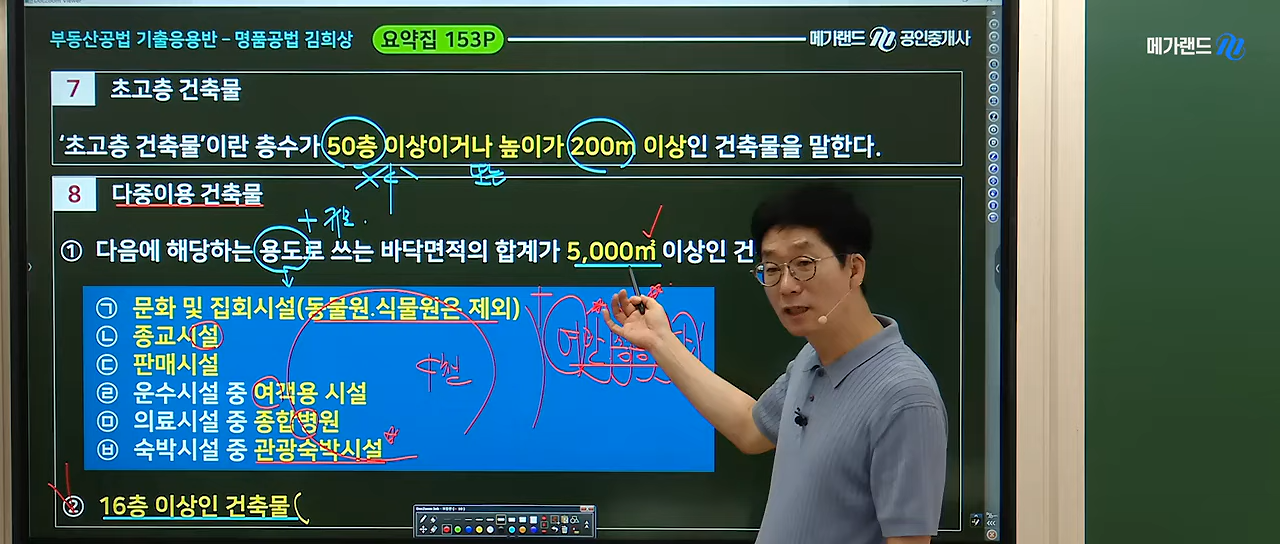 부동산공법 기출응용반 – 명품공법 김희상 요약집 153P 메가랜드 공인중개사
메가랜드
7 초고층 건축물
‘초고층 건축물’이란 층수가 50층 이상이거나 높이가 200m 이상인 건축물을 말한다.
또는
8 다중이용 건축물
+ 규모.
① 다음에 해당하는 용도로 쓰는 바닥면적의 합계가 5,000㎡ 이상인 건
㉠ 문화 및 집회시설(동물원.식물원은 제외)
㉡ 종교시설
㉢ 판매시설
㉣ 운수시설 중 여객용 시설
㉤ 의료시설 중 종합병원
㉥ 숙박시설 중 관광숙박시설
② 16층 이상인 건축물(